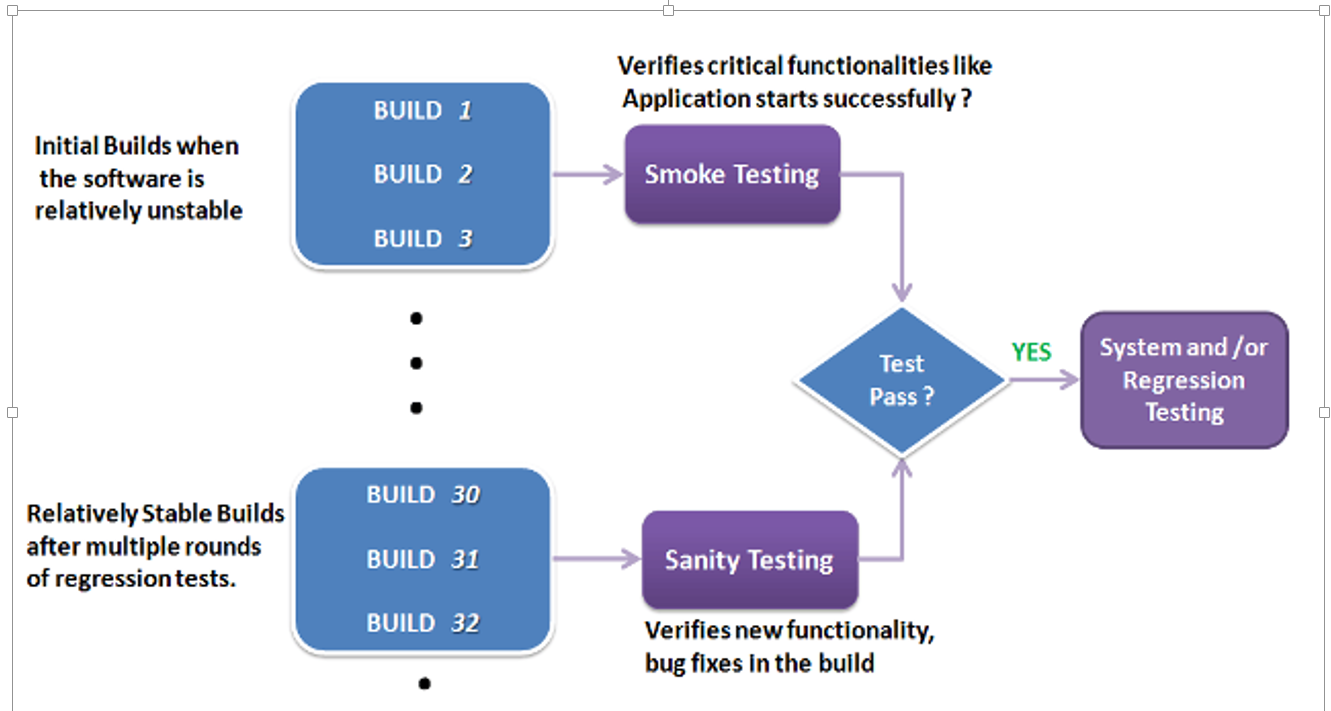 Verifies critical functionalities like
Application starts successfully ?
Initial Builds when
the software is
relatively unstable
BUILD 1
BUILD 2
BUILD 3
Smoke Testing
Test
Pass ?
YES
System and /or
Regression
Testing
Relatively Stable Builds
after multiple rounds
of regression tests.
BUILD 30
BUILD 31
BUILD 32
Sanity Testing
Verifies new functionality,
bug fixes in the build